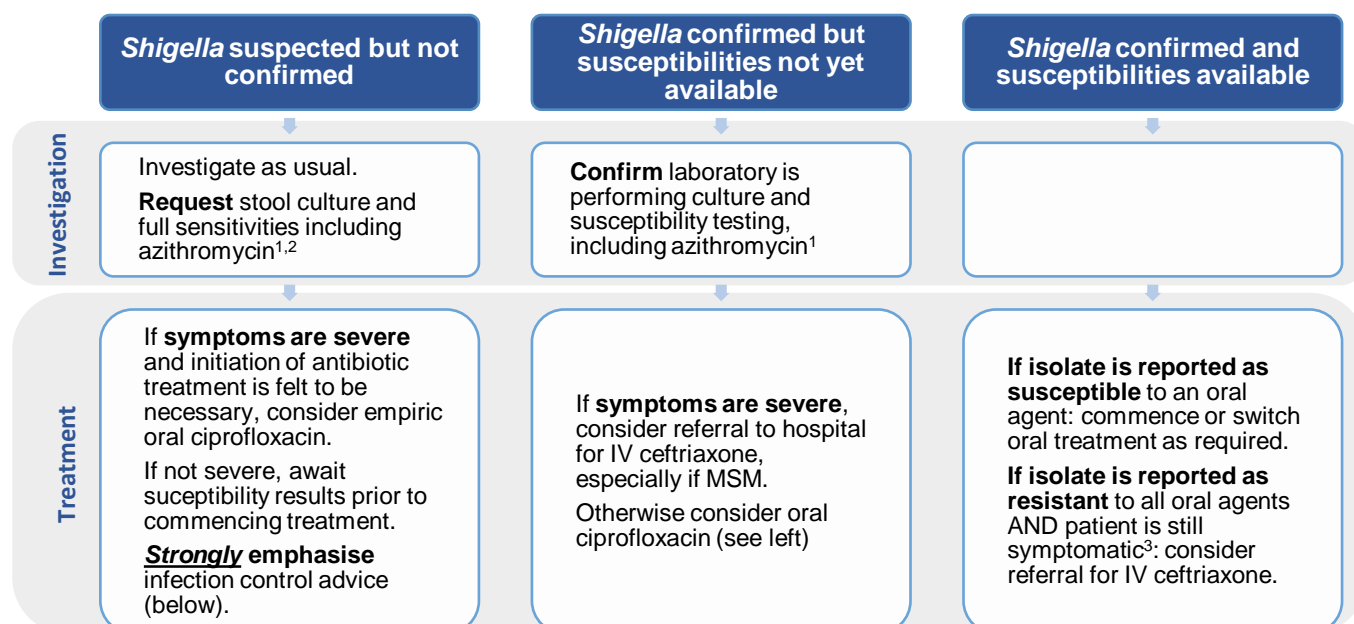 Shigella suspected but not
confirmed
Shigella confirmed but
susceptibilities not yet
available
Shigella confirmed and
susceptibilities available
Investigation
Investigate as usual.
Request stool culture and
full sensitivities including
azithromycin1,2
Confirm laboratory is
performing culture and
susceptibility testing,
including azithromycin1
Treatment
If symptoms are severe
and initiation of antibiotic
treatment is felt to be
necessary, consider empiric
oral ciprofloxacin.
If not severe, await
suceptibility results prior to
commencing treatment.
Strongly emphasise
infection control advice
(below).
If symptoms are severe,
consider referral to hospital
for IV ceftriaxone,
especially if MSM.
Otherwise consider oral
ciprofloxacin (see left)
If isolate is reported as
susceptible to an oral
agent: commence or switch
oral treatment as required.
If isolate is reported as
resistant to all oral agents
AND patient is still
symptomatic3: consider
referral for IV ceftriaxone.